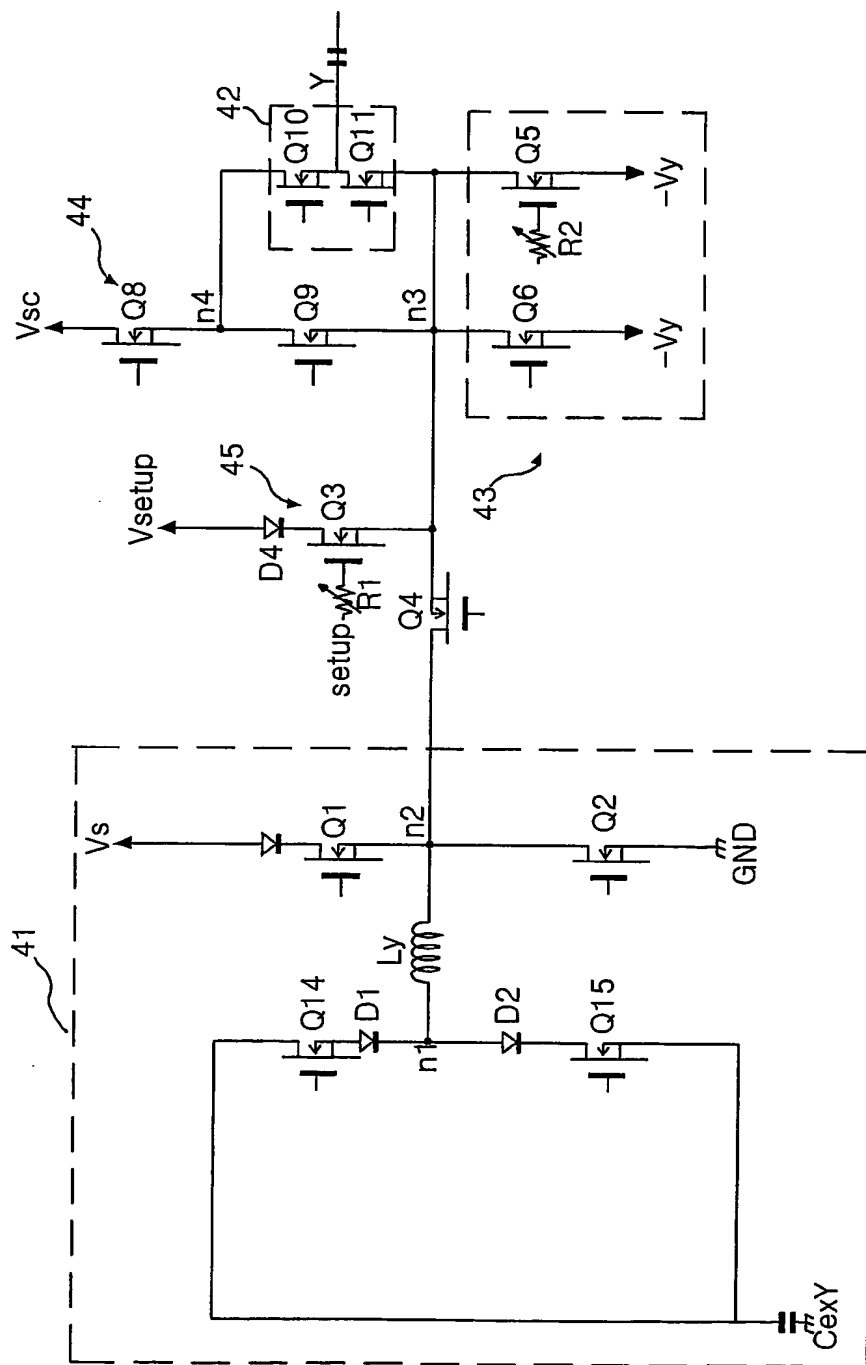 41
Vs
Q14
D1
n1
D2
Q15
Ly
Q1
n2
Q2
GND
CexY
Vsetup
D4
45
Q3
setup
R1
Q4
Vsc
44
Q8
n4
Q9
n3
42
Q10
Q11
Y
Q6
Q5
R2
-Vy
-Vy
43